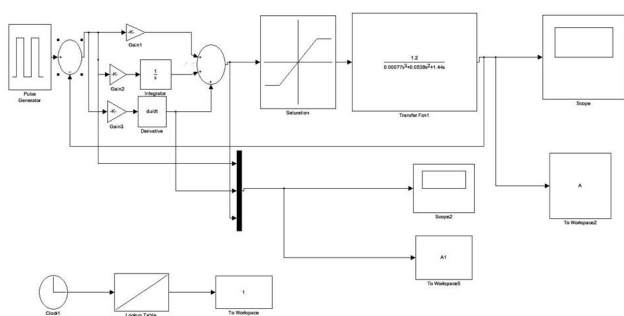 Pulse
Generator
-K-
Gain1
-K-
Gain2
1
s
Integrator
-K-
Gain3
du/dt
Derivative
Saturation
1.2
0.00077s³+0.0539s²+1.44s
Transfer Fcn1
Scope
A
To Workspace2
Scope2
A1
To Workspace5
Clock1
Lookup Table
t
To Workspace